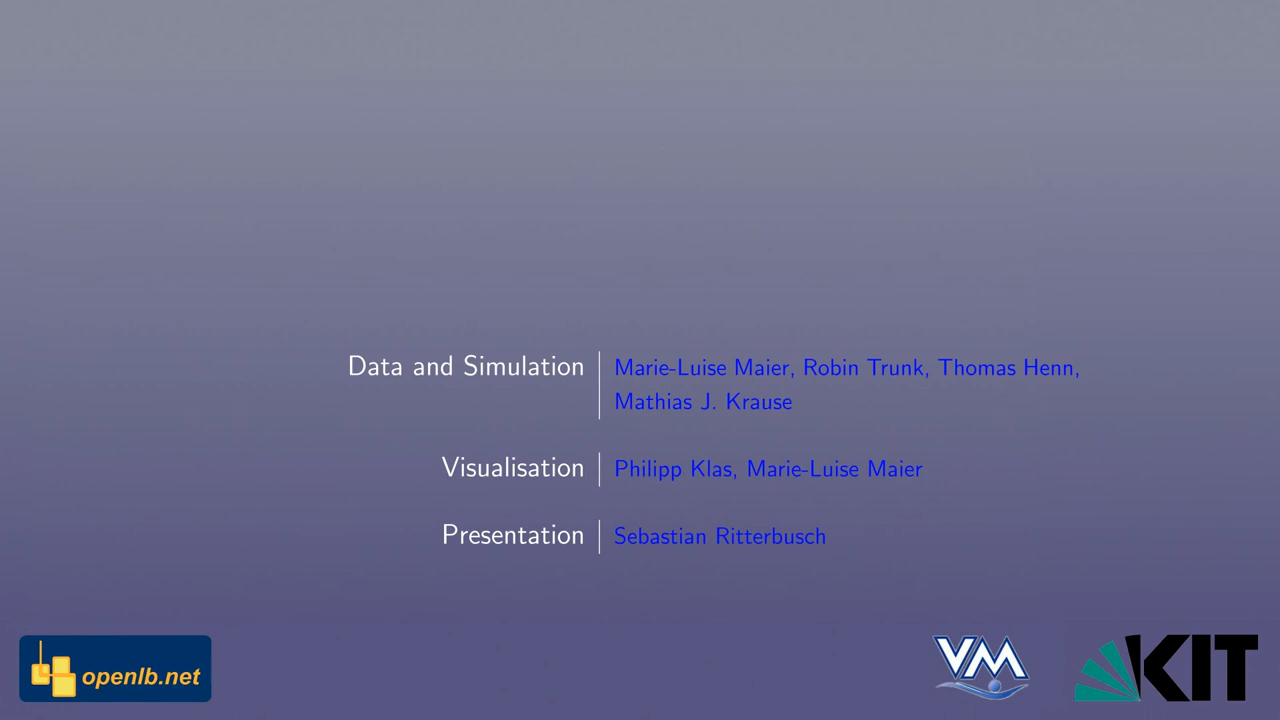 Data and Simulation
Marie-Luise Maier, Robin Trunk, Thomas Henn,
Mathias J. Krause
Visualisation
Philipp Klas, Marie-Luise Maier
Presentation
Sebastian Ritterbusch
openlb.net
VM
KIT